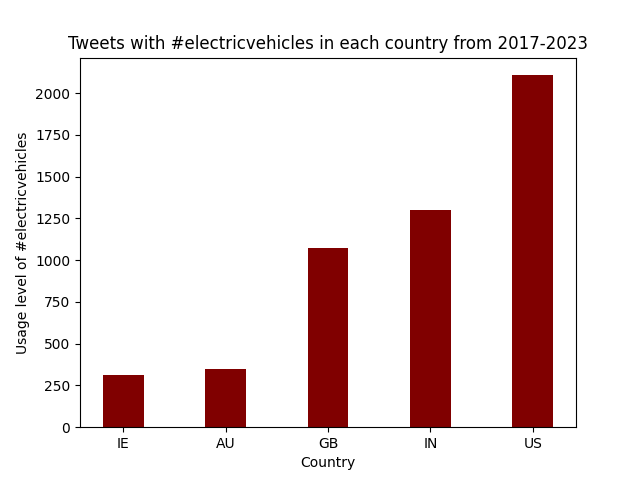 Tweets with #electricvehicles in each country from 2017-2023
Usage level of #electricvehicles
2000
1750
1500
1250
1000
750
500
250
0
IE AU GB IN US
Country